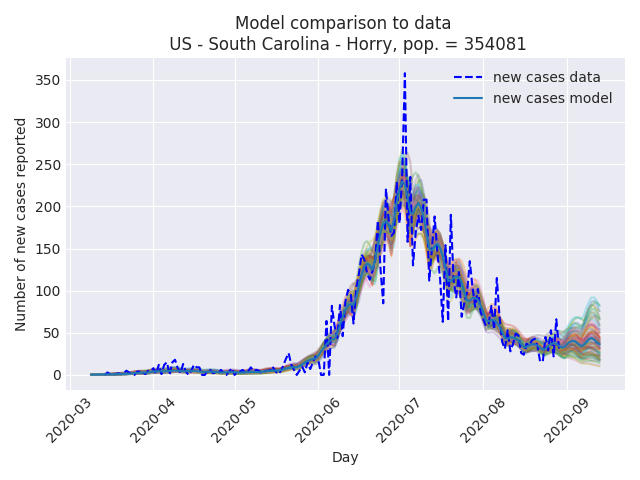 Model comparison to data
US - South Carolina - Horry, pop. = 354081
new cases data
new cases model
Number of new cases reported
350
300
250
200
150
100
50
0
2020-03
2020-04
2020-05
2020-06
2020-07
2020-08
2020-09
Day